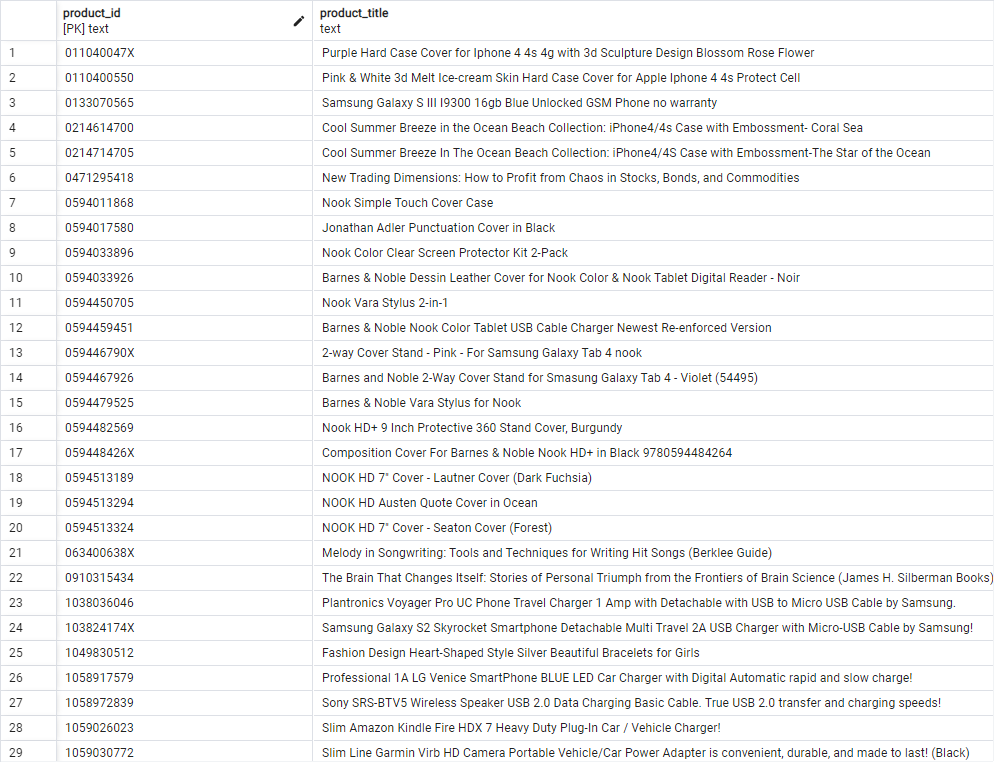 product_id product_title
[PK] text text
1 011040047X Purple Hard Case Cover for Iphone 4 4s 4g with 3d Sculpture Design Blossom Rose Flower
2 0110400550 Pink & White 3d Melt Ice-cream Skin Hard Case Cover for Apple Iphone 4 4s Protect Cell
3 0133070565 Samsung Galaxy S III I9300 16gb Blue Unlocked GSM Phone no warranty
4 0214614700 Cool Summer Breeze in the Ocean Beach Collection: iPhone4/4s Case with Embossment- Coral Sea
5 0214714705 Cool Summer Breeze In The Ocean Beach Collection: iPhone4/4S Case with Embossment-The Star of the Ocean
6 0471295418 New Trading Dimensions: How to Profit from Chaos in Stocks, Bonds, and Commodities
7 0594011868 Nook Simple Touch Cover Case
8 0594017580 Jonathan Adler Punctuation Cover in Black
9 0594033896 Nook Color Clear Screen Protector Kit 2-Pack
10 0594033926 Barnes & Noble Dessin Leather Cover for Nook Color & Nook Tablet Digital Reader - Noir
11 0594450705 Nook Vara Stylus 2-in-1
12 0594459451 Barnes & Noble Nook Color Tablet USB Cable Charger Newest Re-enforced Version
13 059446790X 2-way Cover Stand - Pink - For Samsung Galaxy Tab 4 nook
14 0594467926 Barnes and Noble 2-Way Cover Stand for Smasung Galaxy Tab 4 - Violet (54495)
15 0594479525 Barnes & Noble Vara Stylus for Nook
16 0594482569 Nook HD+ 9 Inch Protective 360 Stand Cover, Burgundy
17 059448426X Composition Cover For Barnes & Noble Nook HD+ in Black 9780594484264
18 0594513189 NOOK HD 7" Cover - Lautner Cover (Dark Fuchsia)
19 0594513294 NOOK HD Austen Quote Cover in Ocean
20 0594513324 NOOK HD 7" Cover - Seaton Cover (Forest)
21 063400638X Melody in Songwriting: Tools and Techniques for Writing Hit Songs (Berklee Guide)
22 0910315434 The Brain That Changes Itself: Stories of Personal Triumph from the Frontiers of Brain Science (James H. Silberman Books)
23 1038036046 Plantronics Voyager Pro UC Phone Travel Charger 1 Amp with Detachable with USB to Micro USB Cable by Samsung.
24 103824174X Samsung Galaxy S2 Skyrocket Smartphone Detachable Multi Travel 2A USB Charger with Micro-USB Cable by Samsung!
25 1049830512 Fashion Design Heart-Shaped Style Silver Beautiful Bracelets for Girls
26 1058917579 Professional 1A LG Venice SmartPhone BLUE LED Car Charger with Digital Automatic rapid and slow charge!
27 1058972839 Sony SRS-BTV5 Wireless Speaker USB 2.0 Data Charging Basic Cable. True USB 2.0 transfer and charging speeds!
28 1059026023 Slim Amazon Kindle Fire HDX 7 Heavy Duty Plug-In Car / Vehicle Charger!
29 1059030772 Slim Line Garmin Virb HD Camera Portable Vehicle/Car Power Adapter is convenient, durable, and made to last! (Black)